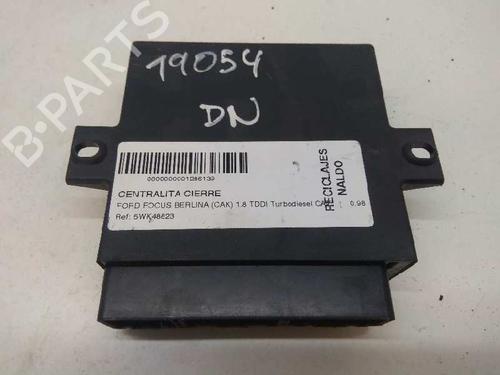 B-PARTS
19054
DN
0000000001286139
CENTRALITA CIERRE
FORD FOCUS BERLINA (CAK) 1.8 TDDI Turbodiesel CAT 0.98
Ref: 5WK48623
RECICLAJES
NALDO